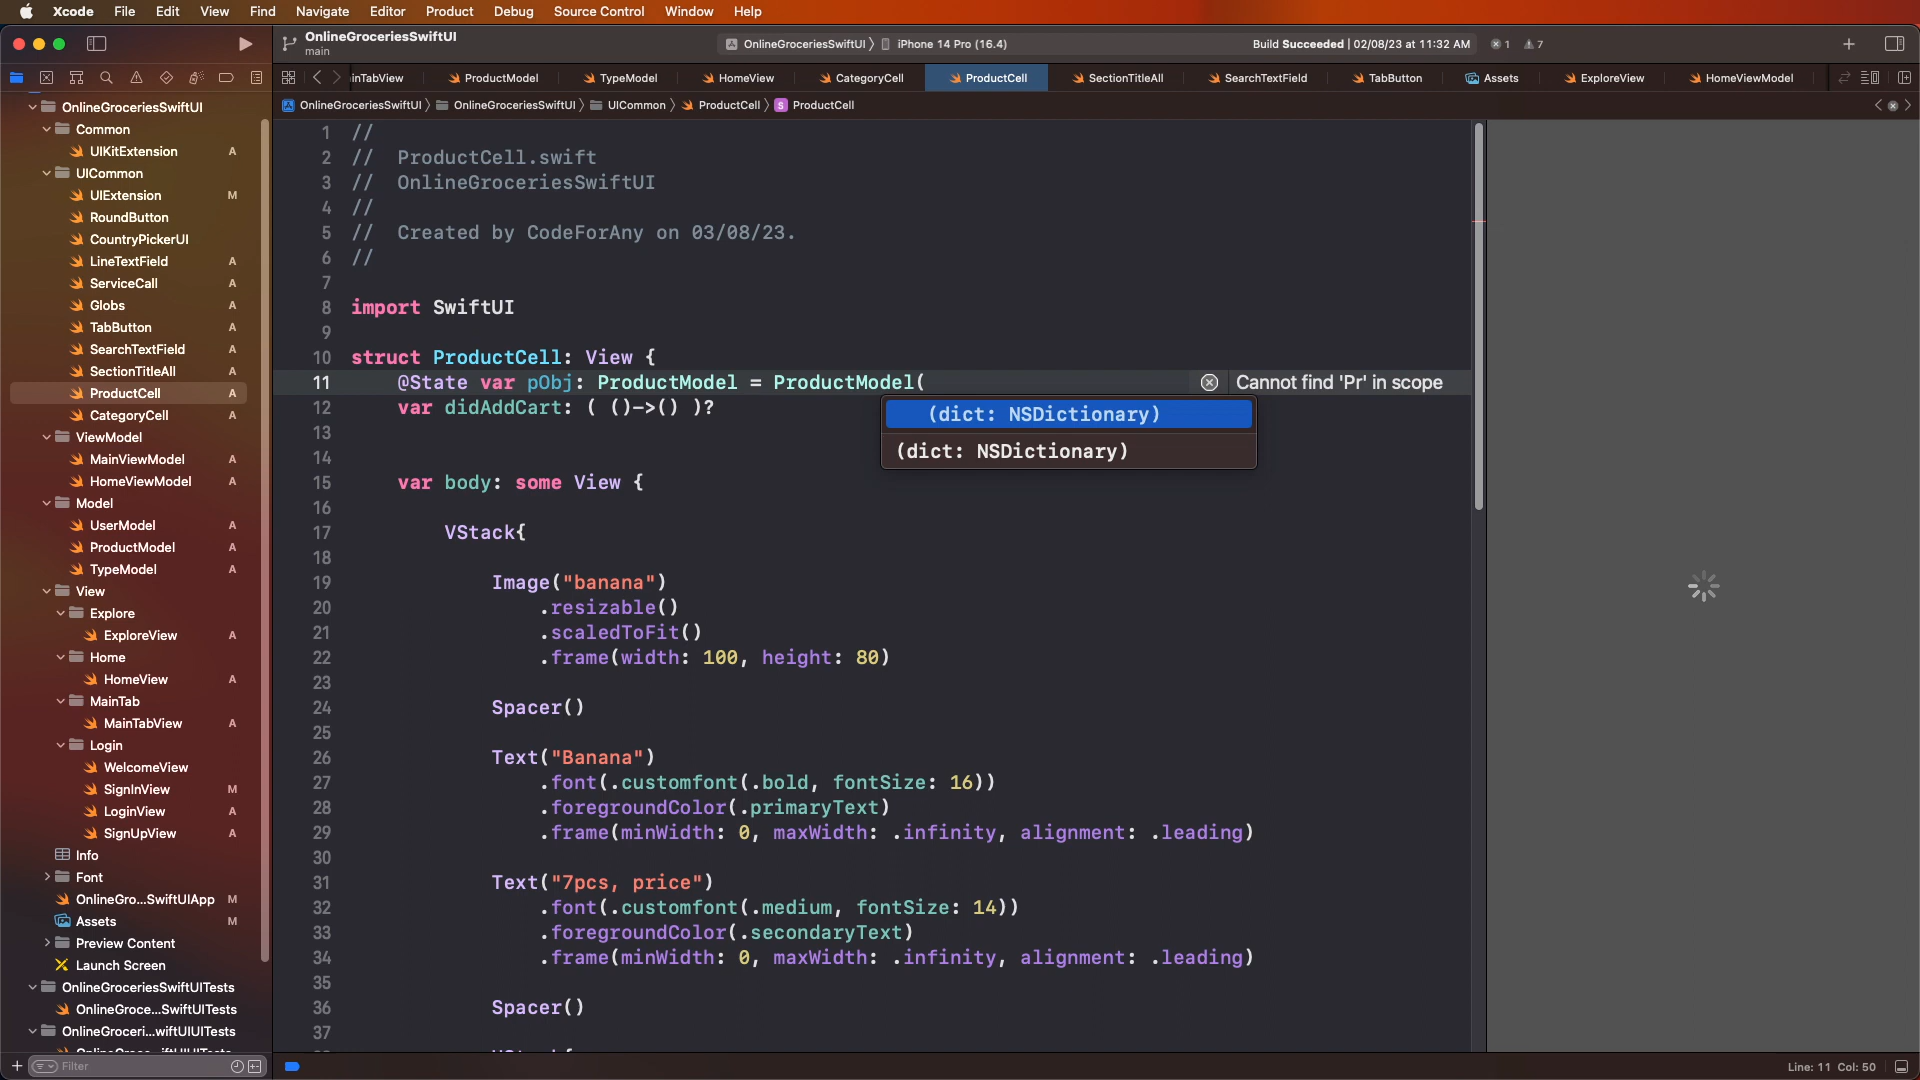 Xcode File Edit View Find Navigate Editor Product Debug Source Control Window Help
OnlineGroceriesSwiftUI
main
OnlineGroceriesSwiftUI 〉 iPhone 14 Pro (16.4)
Build Succeeded | 02/08/23 at 11:32 AM 1 7
inTabView ProductModel TypeModel HomeView CategoryCell ProductCell SectionTitleAll SearchTextField TabButton Assets ExploreView HomeViewModel
OnlineGroceriesSwiftUI 〉 OnlineGroceriesSwiftUI 〉 UICommon 〉 ProductCell 〉 S ProductCell
OnlineGroceriesSwiftUI
Common
UIKitExtension A
UICommon
UIExtension M
RoundButton
CountryPickerUI
LineTextField A
ServiceCall A
Globs A
TabButton A
SearchTextField A
SectionTitleAll A
ProductCell A
CategoryCell A
ViewModel
MainViewModel A
HomeViewModel A
Model
UserModel A
ProductModel A
TypeModel A
View
Explore
ExploreView A
Home
HomeView A
MainTab
MainTabView A
Login
WelcomeView
SignInView M
LoginView A
SignUpView A
Info
Font
OnlineGro...SwiftUIApp M
Assets M
Preview Content
Launch Screen
OnlineGroceriesSwiftUITests
OnlineGroce...SwiftUITests
OnlineGroceri...wiftUIUITests
Filter
1 //
2 // ProductCell.swift
3 // OnlineGroceriesSwiftUI
4 //
5 // Created by CodeForAny on 03/08/23.
6 //
7
8 import SwiftUI
9
10 struct ProductCell: View {
11 @State var pObj: ProductModel = ProductModel( Cannot find 'Pr' in scope
12 var didAddCart: ( ()->() )?
(dict: NSDictionary)
(dict: NSDictionary)
13
14
15 var body: some View {
16
17 VStack{
18
19 Image("banana")
20 .resizable()
21 .scaledToFit()
22 .frame(width: 100, height: 80)
23
24 Spacer()
25
26 Text("Banana")
27 .font(.customfont(.bold, fontSize: 16))
28 .foregroundColor(.primaryText)
29 .frame(minWidth: 0, maxWidth: .infinity, alignment: .leading)
30
31 Text("7pcs, price")
32 .font(.customfont(.medium, fontSize: 14))
33 .foregroundColor(.secondaryText)
34 .frame(minWidth: 0, maxWidth: .infinity, alignment: .leading)
35
36 Spacer()
37
Line: 11 Col: 50